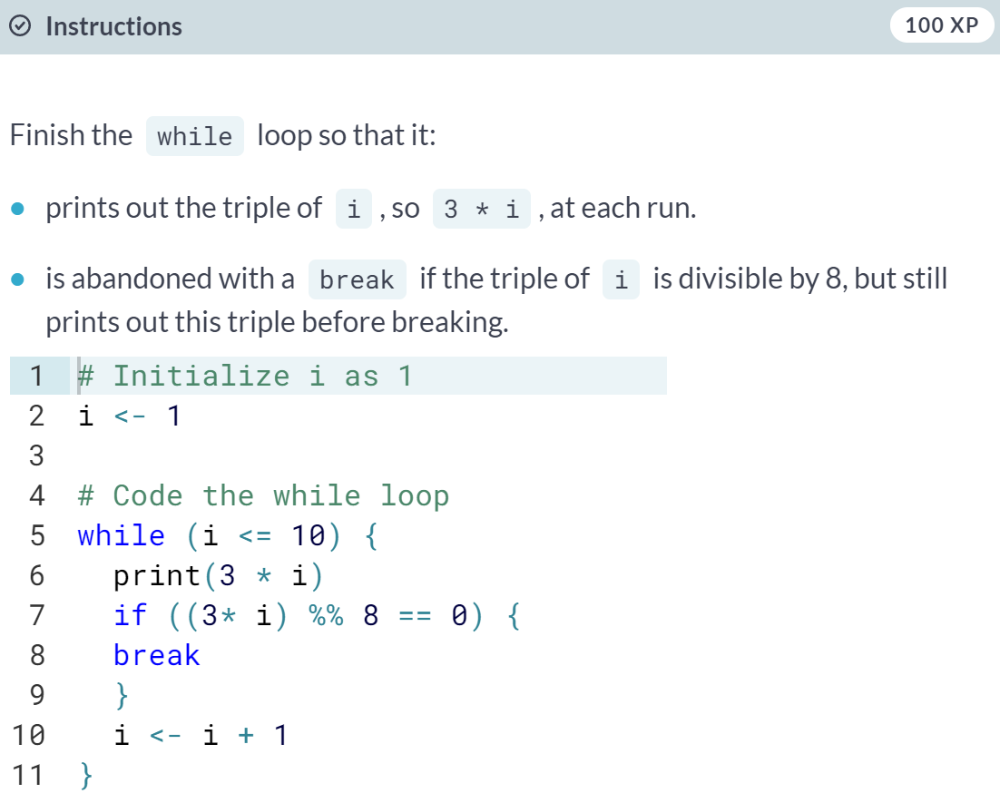 Instructions
100 XP
Finish the while loop so that it:
prints out the triple of i , so 3 * i , at each run.
is abandoned with a break if the triple of i is divisible by 8, but still
prints out this triple before breaking.
1 # Initialize i as 1
2 i <- 1
3
4 # Code the while loop
5 while (i <= 10) {
6   print(3 * i)
7   if ((3* i) %% 8 == 0) {
8   break
9   }
10   i <- i + 1
11 }